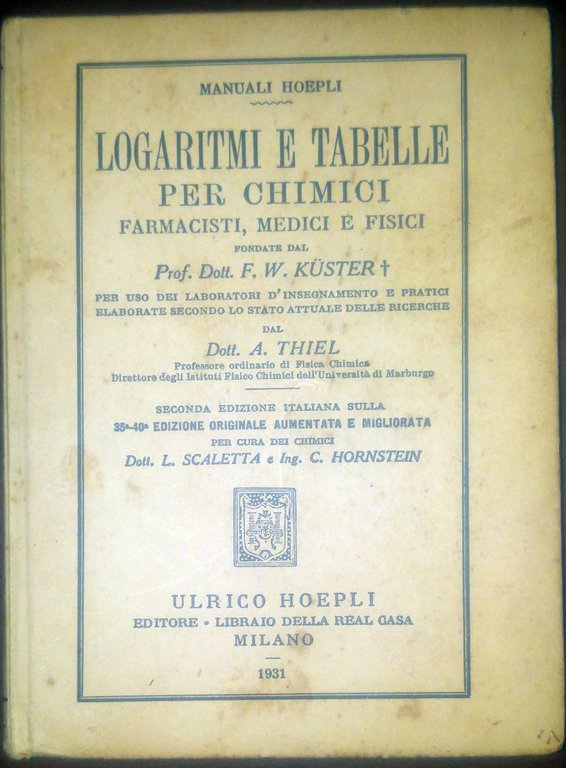 MANUALI HOEPLI
LOGARITMI E TABELLE
PER CHIMICI
FARMACISTI, MEDICI E FISICI
FONDATE DAL
Prof. Dott. F. W. KÜSTER †
PER USO DEI LABORATORI D'INSEGNAMENTO E PRATICI
ELABORATE SECONDO LO STATO ATTUALE DELLE RICERCHE
DAL
Dott. A. THIEL
Professore ordinario di Fisica Chimica
Direttore degli Istituti Fisico Chimici dell'Università di Marburgo
SECONDA EDIZIONE ITALIANA SULLA
35ª-40ª EDIZIONE ORIGINALE AUMENTATA E MIGLIORATA
PER CURA DEI CHIMICI
Dott. L. SCALETTA e Ing. C. HORNSTEIN
ULRICO HOEPLI
EDITORE • LIBRAIO DELLA REAL CASA
MILANO
1931